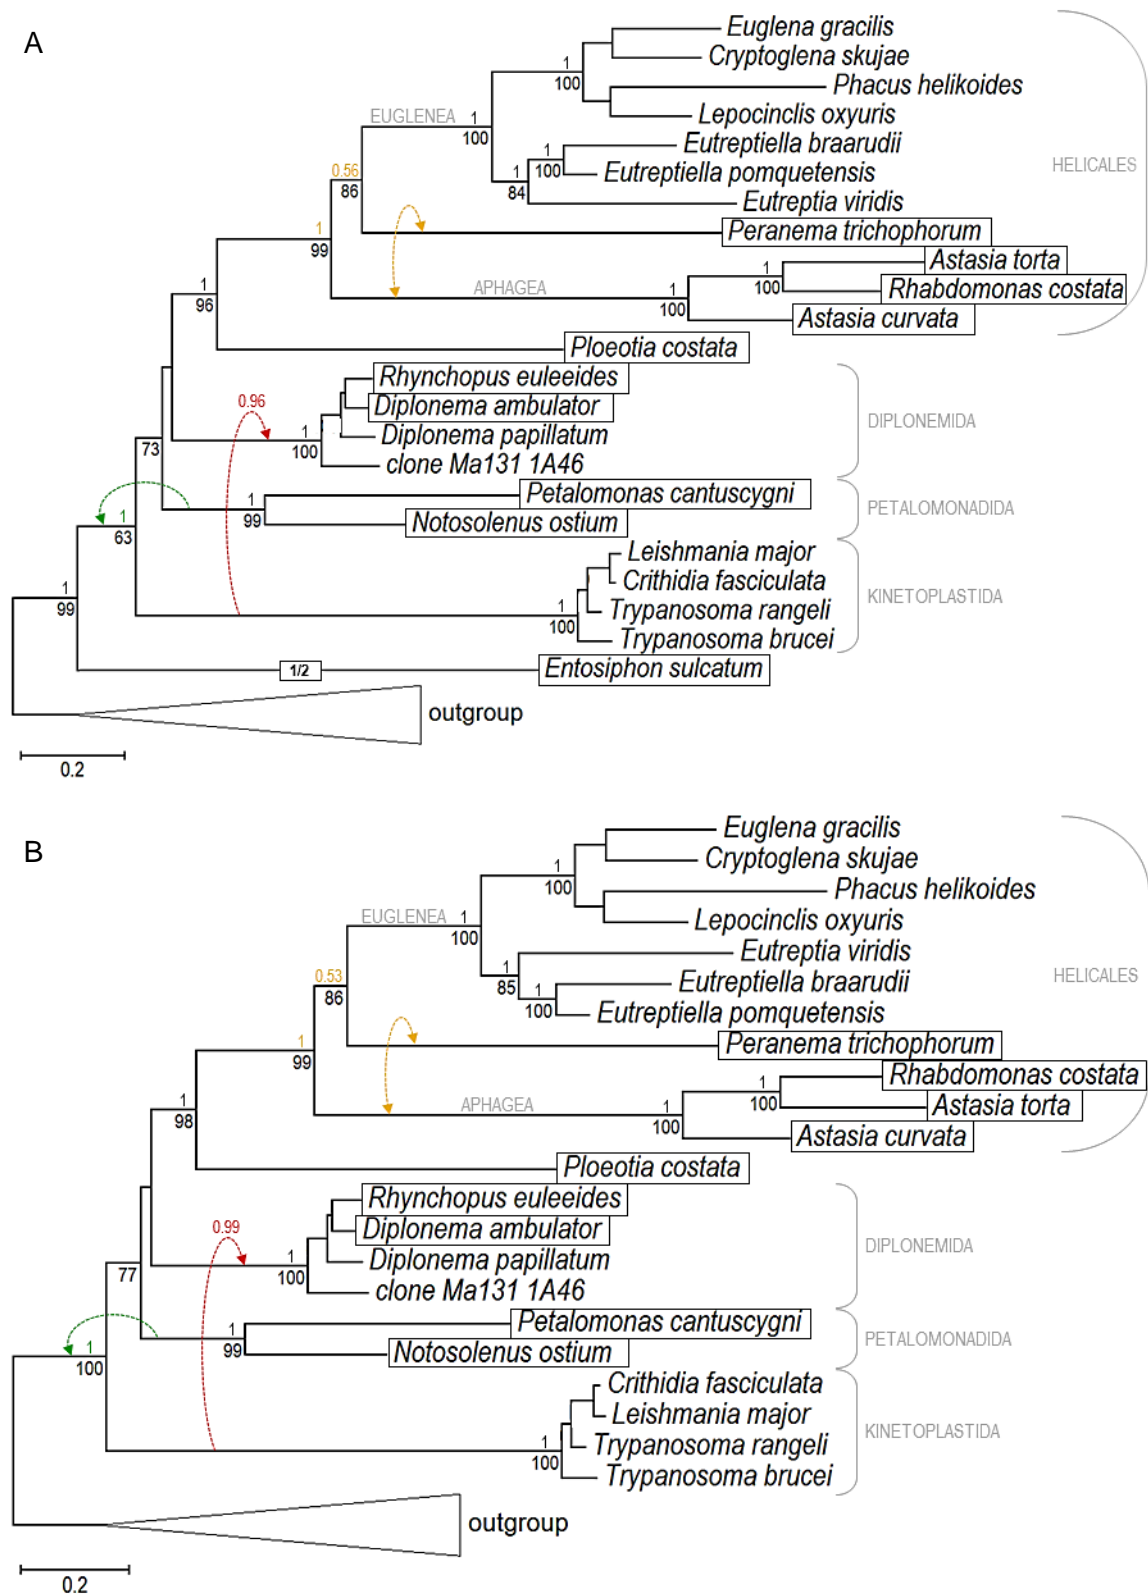 A
Euglena gracilis
Cryptoglena skujae
1
100
Phacus helikoides
Lepocinclis oxyuris
EUGLENEA
1
100
1
100
Eutreptiella braarudii
Eutreptiella pomquetensis
1
84
Eutreptia viridis
HELICALES
0.56
86
Peranema trichophorum
1
99
Astasia torta
1
100
Rhabdomonas costata
APHAGEA
1
100
Astasia curvata
1
96
Ploeotia costata
Rhynchopus euleeides
0.96
Diplonema ambulator
DIPLONEMIDA
1
100
Diplonema papillatum
73
clone Ma131 1A46
Petalomonas cantuscygni
1
99
PETALOMONADIDA
Notosolenus ostium
1
63
Leishmania major
Crithidia fasciculata
KINETOPLASTIDA
1
100
Trypanosoma rangeli
Trypanosoma brucei
1
99
1/2
Entosiphon sulcatum
outgroup
0.2
B
Euglena gracilis
Cryptoglena skujae
1
100
Phacus helikoides
Lepocinclis oxyuris
EUGLENEA
1
100
Eutreptia viridis
1
85
Eutreptiella braarudii
1
100
Eutreptiella pomquetensis
HELICALES
0.53
86
Peranema trichophorum
1
99
Rhabdomonas costata
1
100
Astasia torta
APHAGEA
1
100
Astasia curvata
1
98
Ploeotia costata
Rhynchopus euleeides
0.99
Diplonema ambulator
DIPLONEMIDA
1
100
Diplonema papillatum
77
clone Ma131 1A46
Petalomonas cantuscygni
1
99
PETALOMONADIDA
Notosolenus ostium
1
100
Crithidia fasciculata
Leishmania major
KINETOPLASTIDA
1
100
Trypanosoma rangeli
Trypanosoma brucei
outgroup
0.2